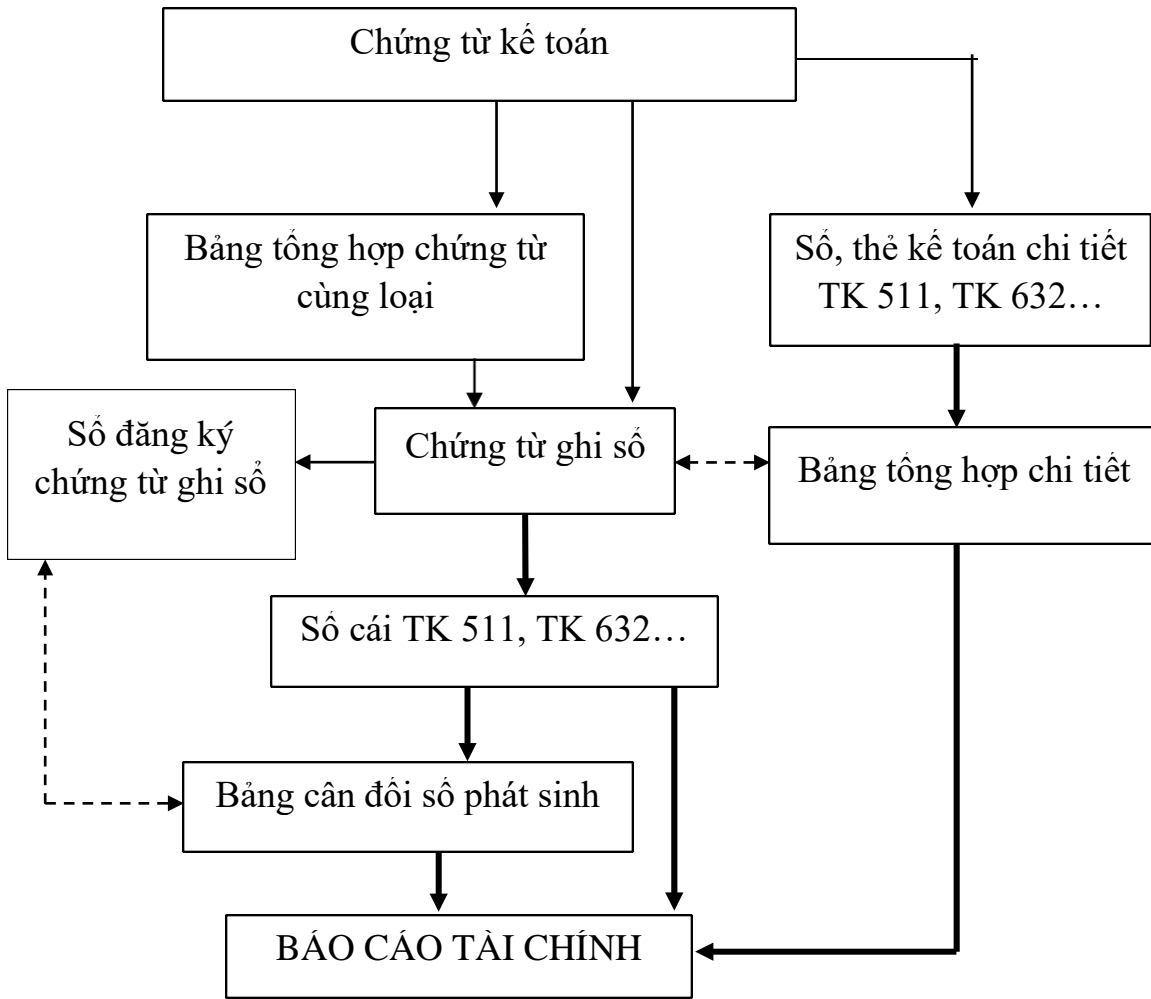 Chứng từ kế toán
Bảng tổng hợp chứng từ
cùng loại
Sổ, thẻ kế toán chi tiết
TK 511, TK 632…
Sổ đăng ký
chứng từ ghi sổ
Chứng từ ghi sổ
Bảng tổng hợp chi tiết
Sổ cái TK 511, TK 632…
Bảng cân đối số phát sinh
BÁO CÁO TÀI CHÍNH